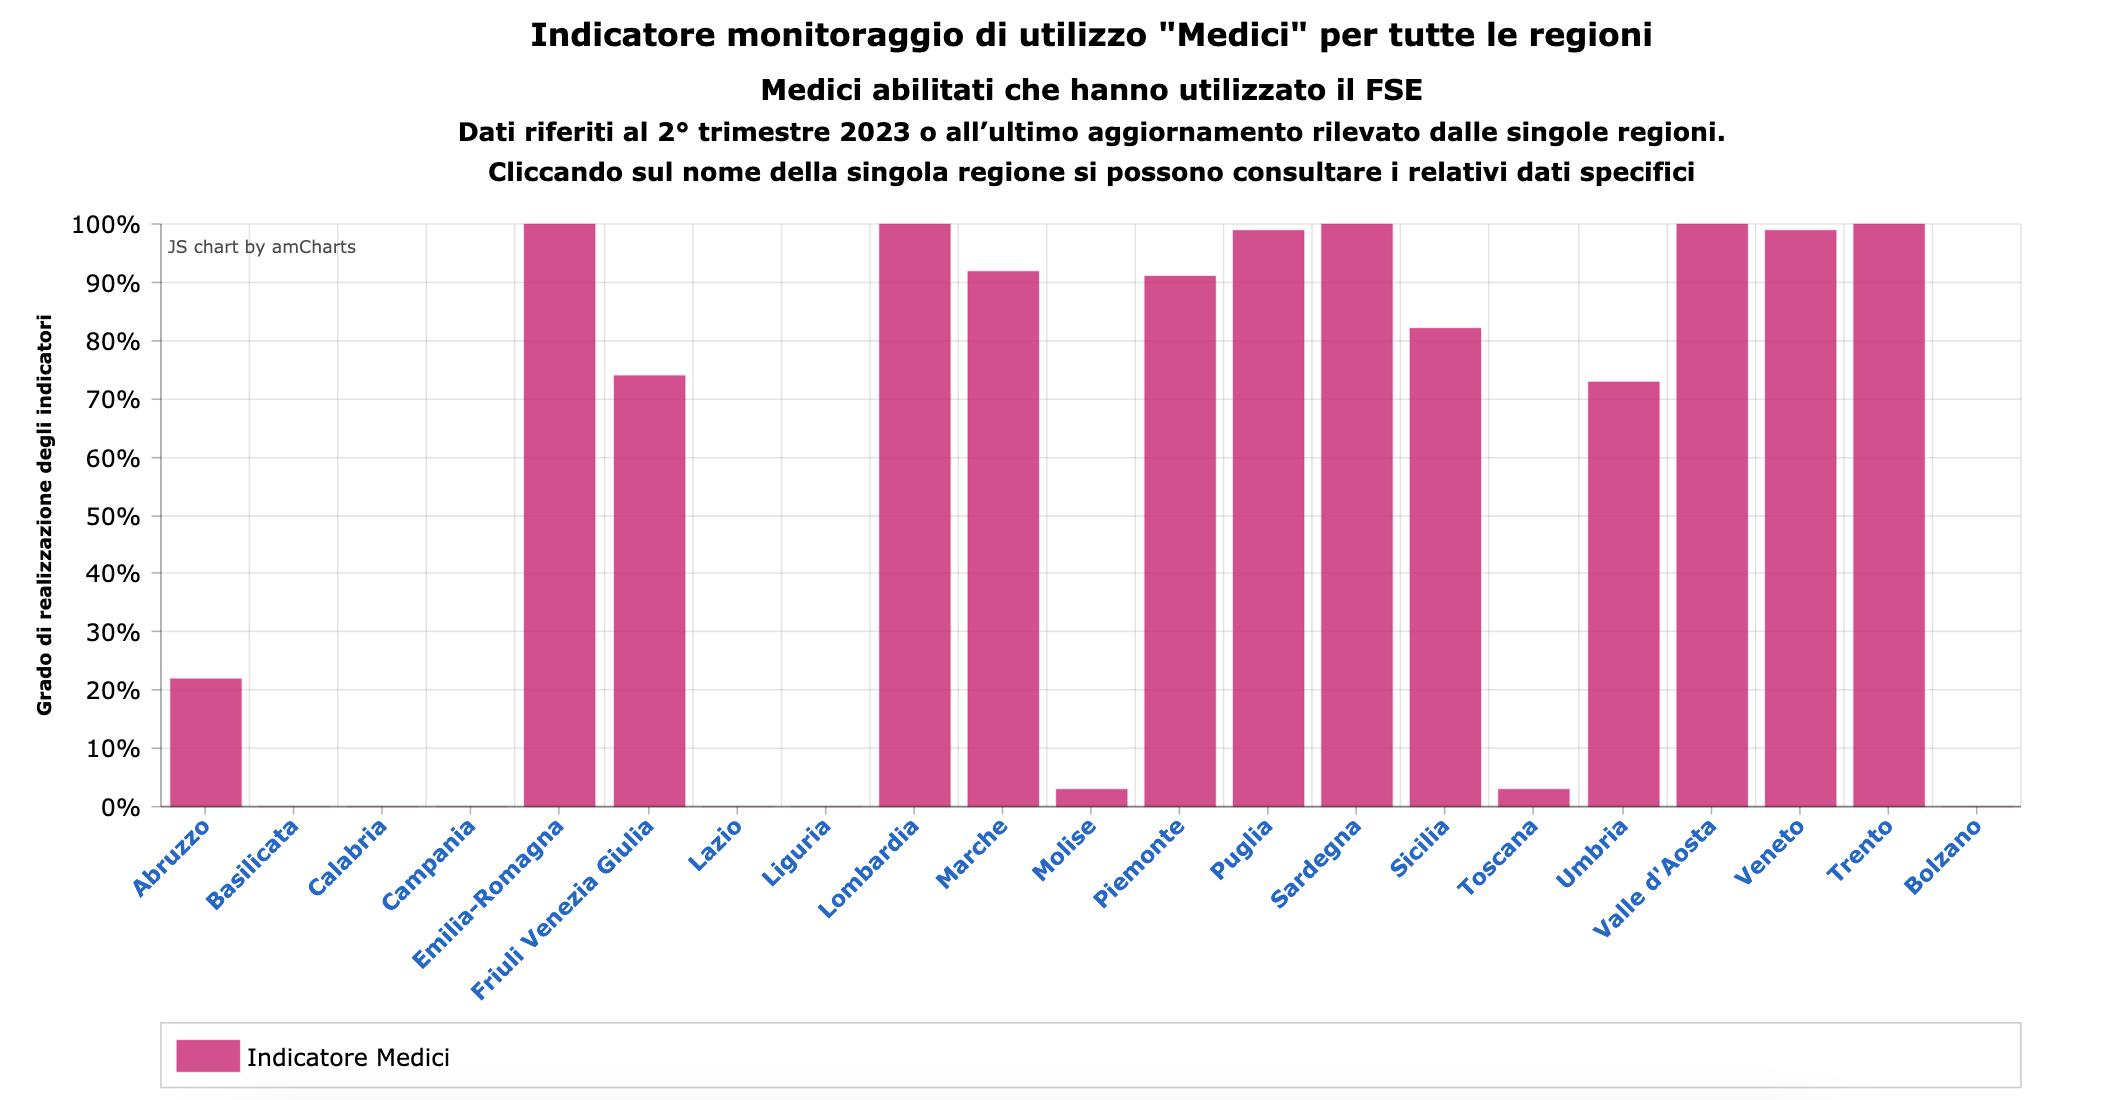 Indicatore monitoraggio di utilizzo "Medici" per tutte le regioni
Medici abilitati che hanno utilizzato il FSE
Dati riferiti al 2° trimestre 2023 o all’ultimo aggiornamento rilevato dalle singole regioni.
Cliccando sul nome della singola regione si possono consultare i relativi dati specifici
JS chart by amCharts
Grado di realizzazione degli indicatori
100%
90%
80%
70%
60%
50%
40%
30%
20%
10%
0%
Abruzzo
Basilicata
Calabria
Campania
Emilia-Romagna
Friuli Venezia Giulia
Lazio
Liguria
Lombardia
Marche
Molise
Piemonte
Puglia
Sardegna
Sicilia
Toscana
Umbria
Valle d'Aosta
Veneto
Trento
Bolzano
Indicatore Medici